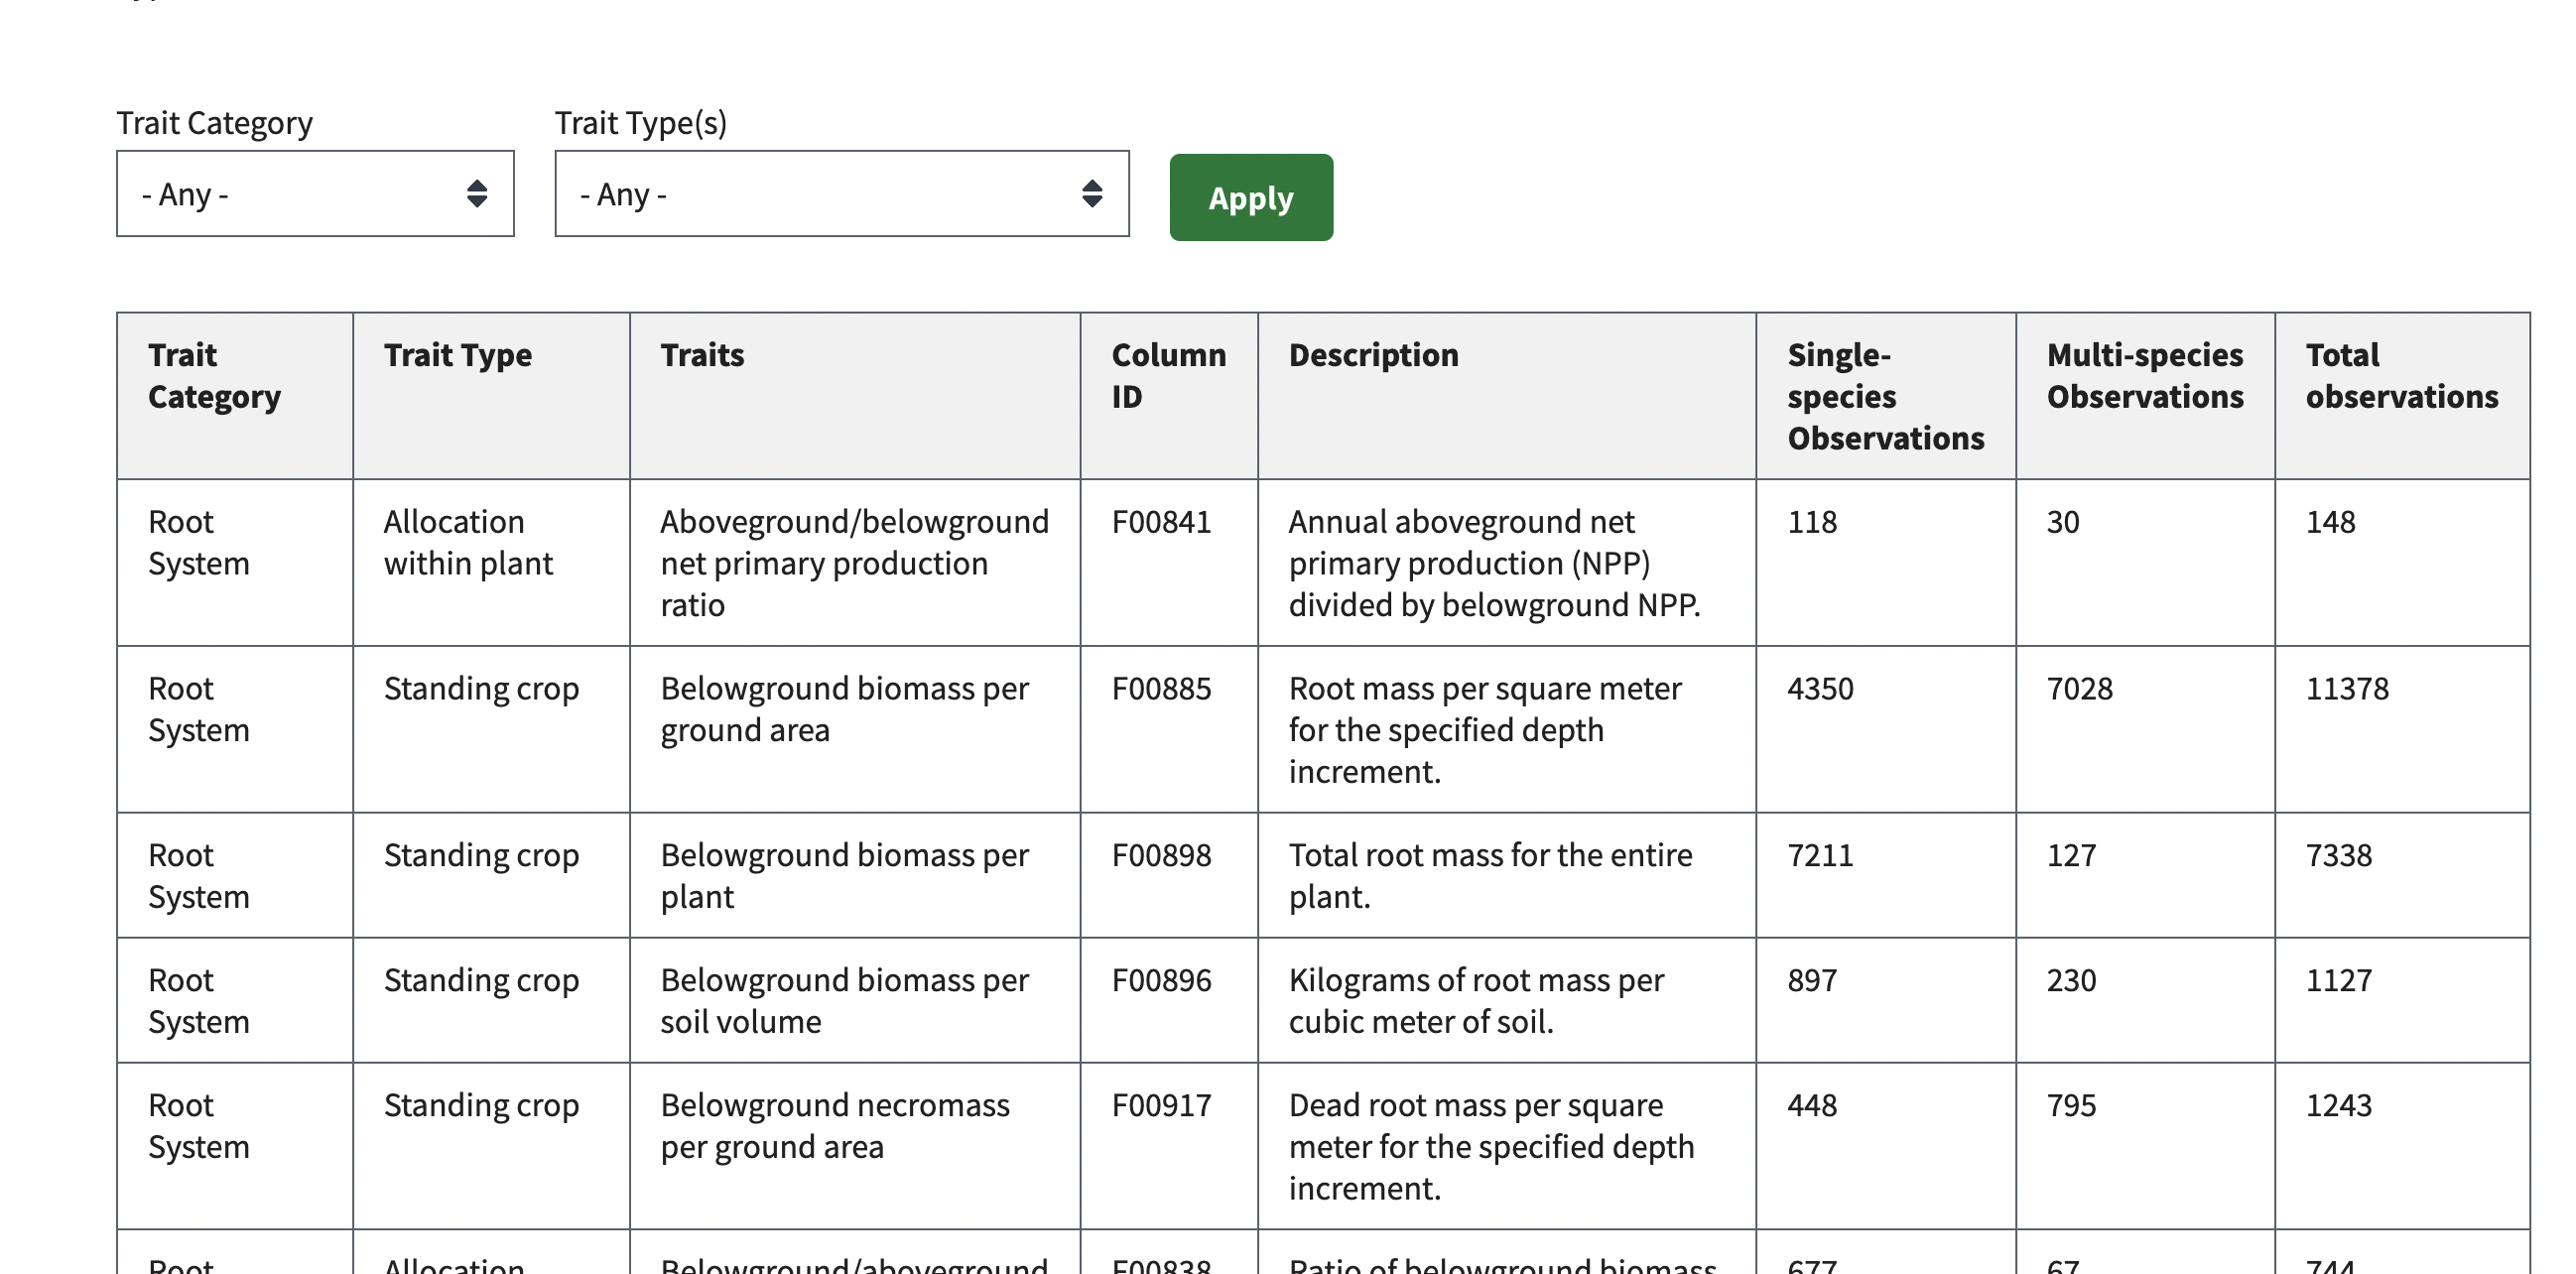 Trait Category
Trait Type(s)
- Any -
- Any -
Apply
Trait Category
Trait Type
Traits
Column ID
Description
Single-species Observations
Multi-species Observations
Total observations
Root System
Allocation within plant
Aboveground/belowground net primary production ratio
F00841
Annual aboveground net primary production (NPP) divided by belowground NPP.
118
30
148
Root System
Standing crop
Belowground biomass per ground area
F00885
Root mass per square meter for the specified depth increment.
4350
7028
11378
Root System
Standing crop
Belowground biomass per plant
F00898
Total root mass for the entire plant.
7211
127
7338
Root System
Standing crop
Belowground biomass per soil volume
F00896
Kilograms of root mass per cubic meter of soil.
897
230
1127
Root System
Standing crop
Belowground necromass per ground area
F00917
Dead root mass per square meter for the specified depth increment.
448
795
1243
Root
Allocation
Belowground/aboveground
F00838
Ratio of belowground biomass
677
67
744